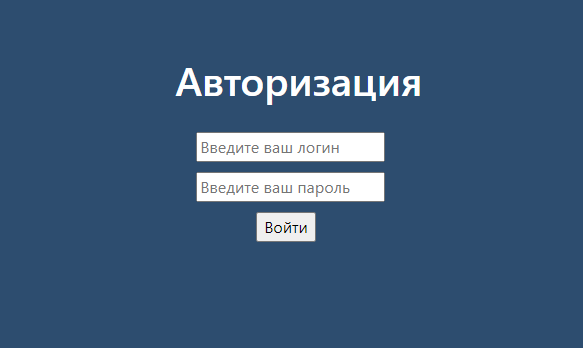 Авторизация
Введите ваш логин
Введите ваш пароль
Войти